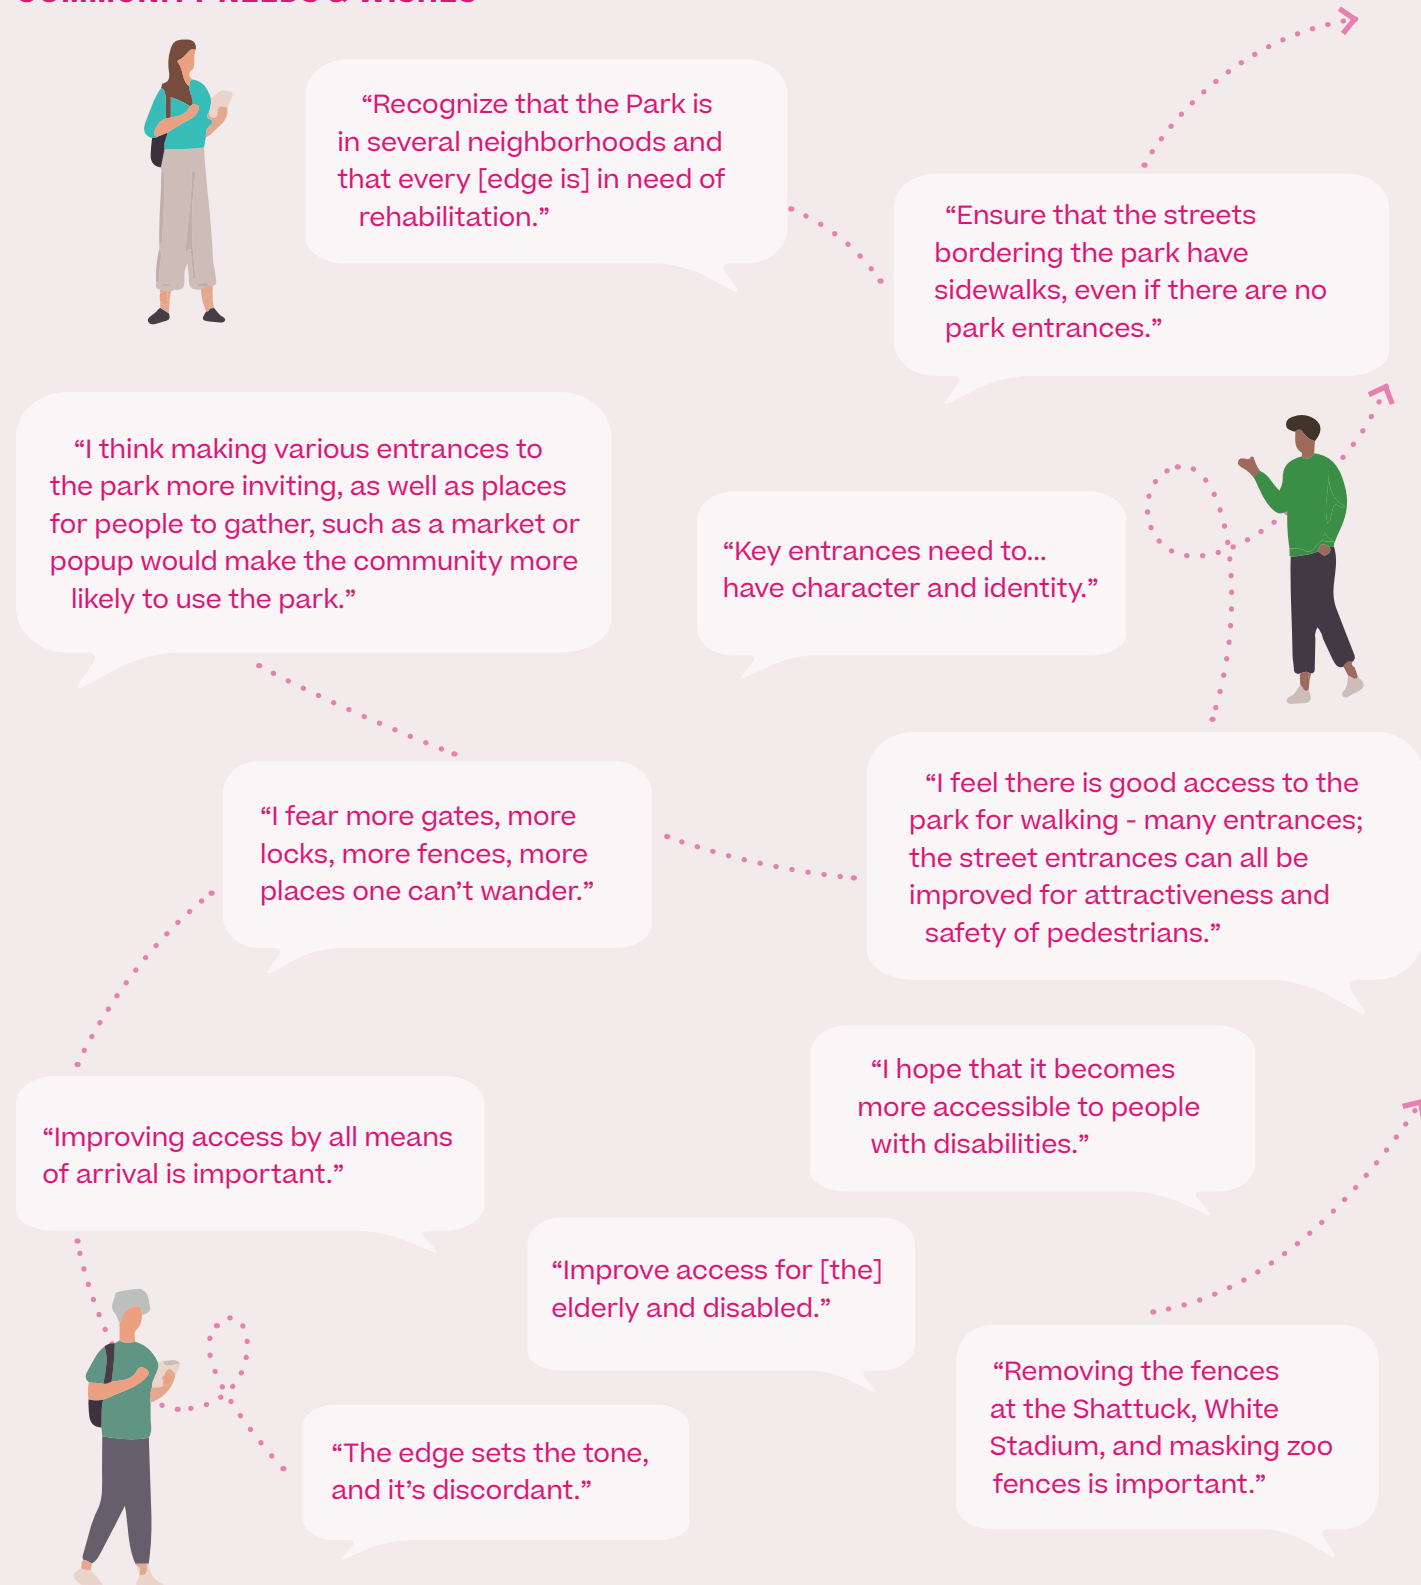 COMMUNITY NEEDS & WISHES
“Recognize that the Park is
in several neighborhoods and
that every [edge is] in need of
rehabilitation.”
“Ensure that the streets
bordering the park have
sidewalks, even if there are no
park entrances.”
“I think making various entrances to
the park more inviting, as well as places
for people to gather, such as a market or
popup would make the community more
likely to use the park.”
“Key entrances need to...
have character and identity.”
“I fear more gates, more
locks, more fences, more
places one can’t wander.”
“I feel there is good access to the
park for walking - many entrances;
the street entrances can all be
improved for attractiveness and
safety of pedestrians.”
“I hope that it becomes
more accessible to people
with disabilities.”
“Improving access by all means
of arrival is important.”
“Improve access for [the]
elderly and disabled.”
“Removing the fences
at the Shattuck, White
Stadium, and masking zoo
fences is important.”
“The edge sets the tone,
and it’s discordant.”